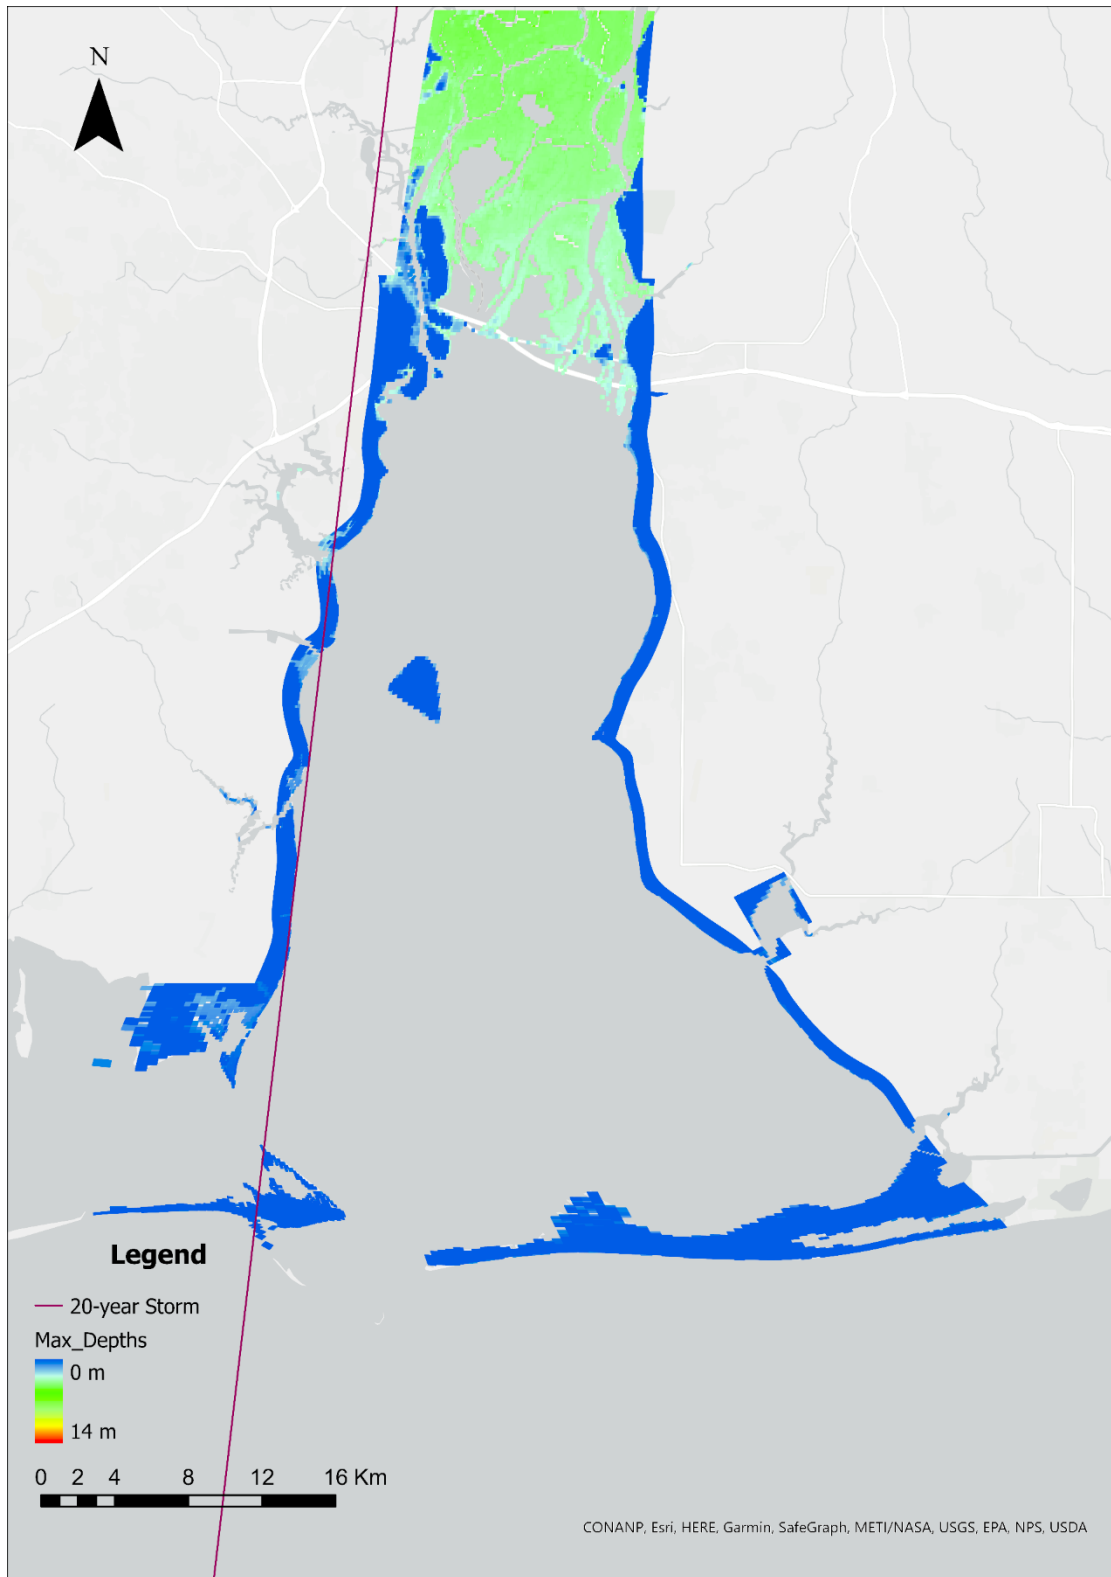 N
Legend
20-year Storm
Max_Depths
0 m
14 m
0 2 4 8 12 16 Km
CONANP, Esri, HERE, Garmin, SafeGraph, METI/NASA, USGS, EPA, NPS, USDA